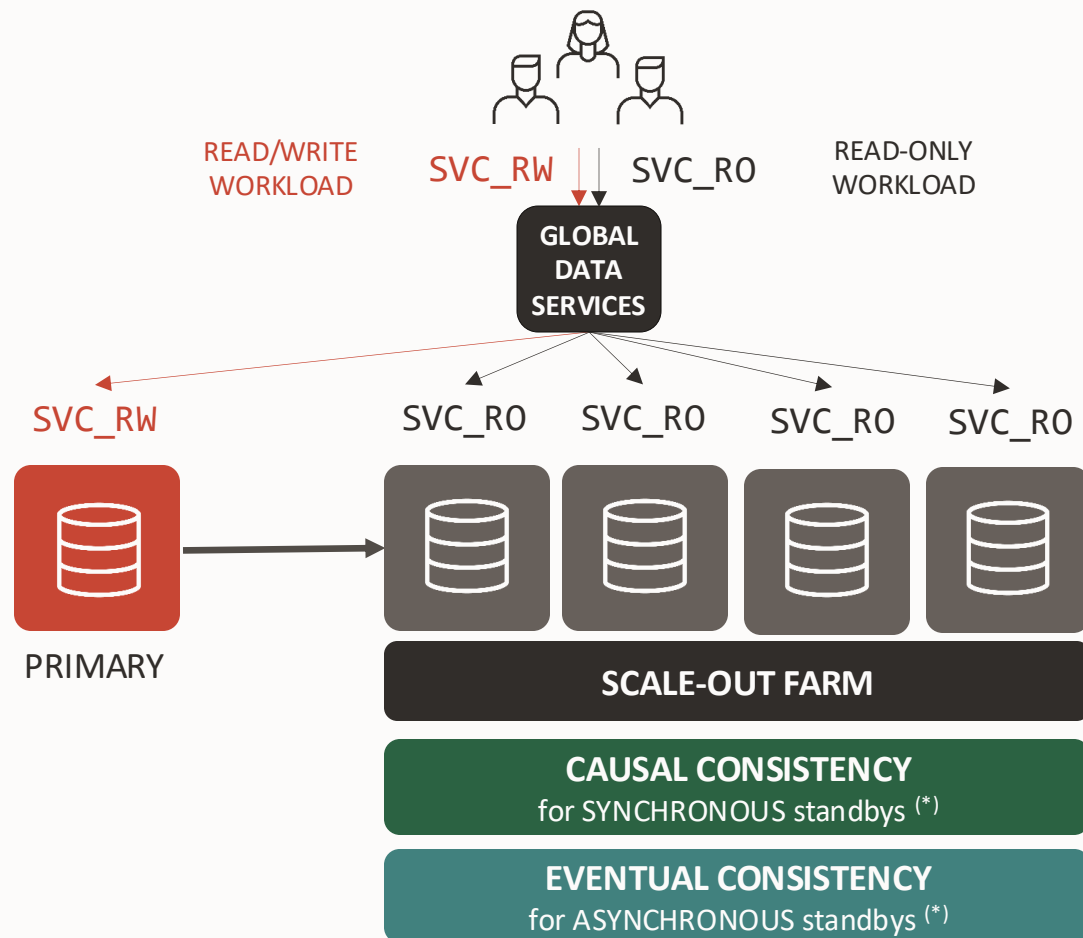 READ/WRITE
WORKLOAD
SVC_RW
SVC_RO
READ-ONLY
WORKLOAD
GLOBAL
DATA
SERVICES
SVC_RW
SVC_RO
SVC_RO
SVC_RO
SVC_RO
PRIMARY
SCALE-OUT FARM
CAUSAL CONSISTENCY
for SYNCHRONOUS standbys (*)
EVENTUAL CONSISTENCY
for ASYNCHRONOUS standbys (*)